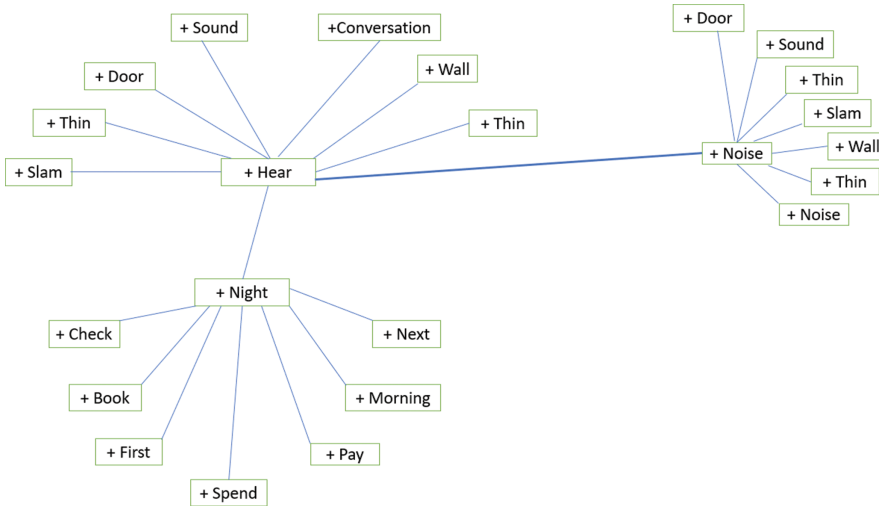 + Door
+ Sound
+Conversation
+ Sound
+ Door
+ Wall
+ Thin
+ Thin
+ Thin
+ Slam
+ Noise
+ Wall
+ Slam
+ Hear
+ Thin
+ Noise
+ Night
+ Check
+ Next
+ Book
+ Morning
+ First
+ Pay
+ Spend